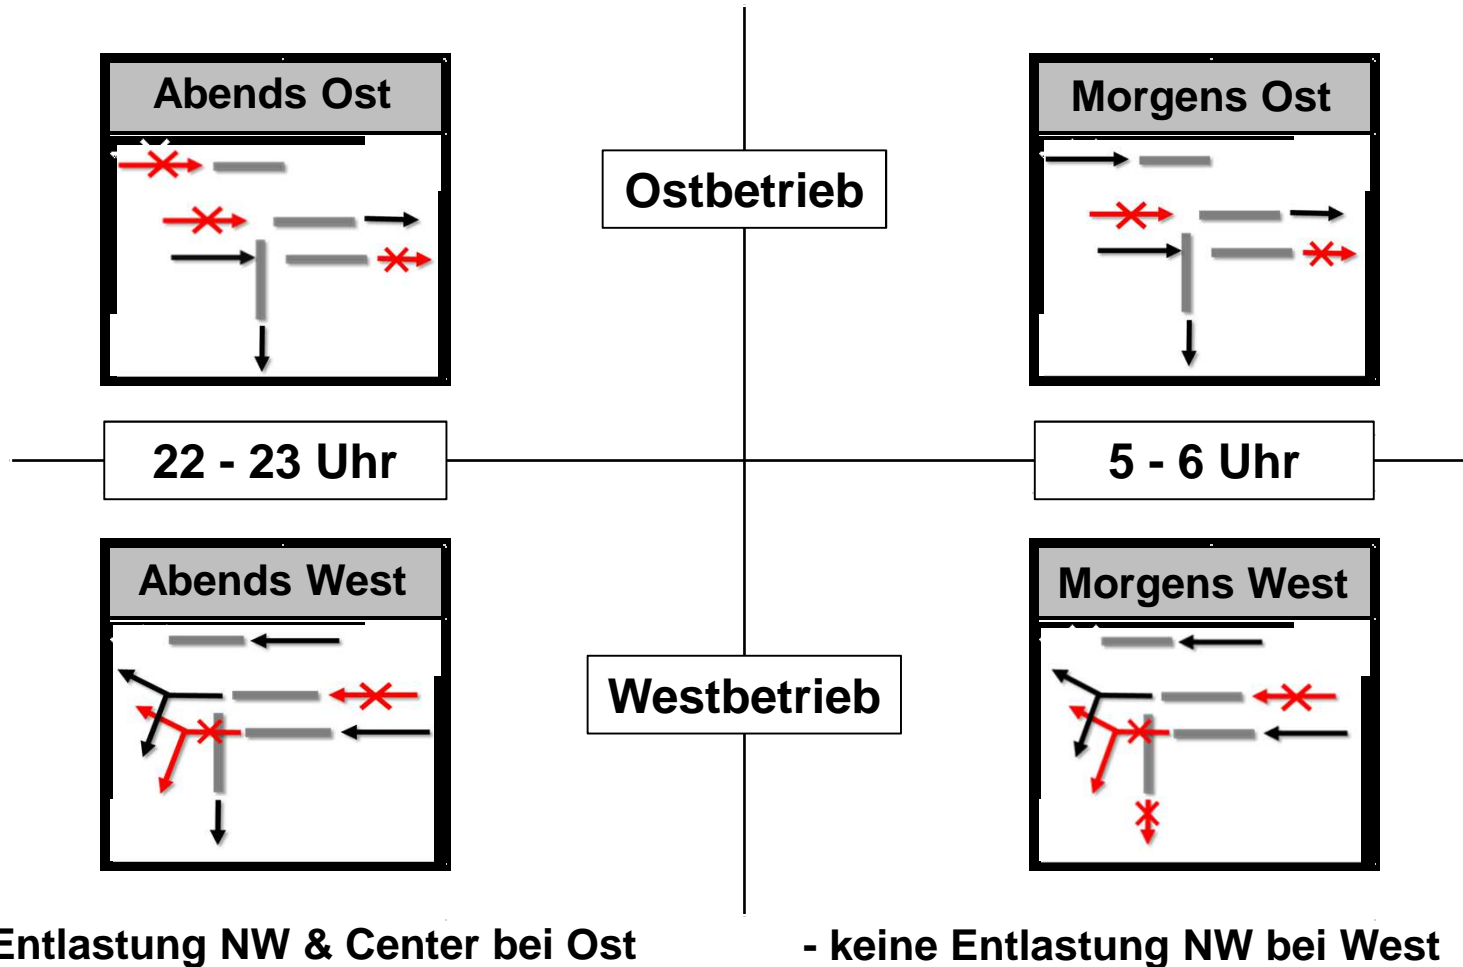 Abends Ost
Morgens Ost
Ostbetrieb
22 - 23 Uhr
5 - 6 Uhr
Abends West
Morgens West
Westbetrieb
Entlastung NW & Center bei Ost
- keine Entlastung NW bei West